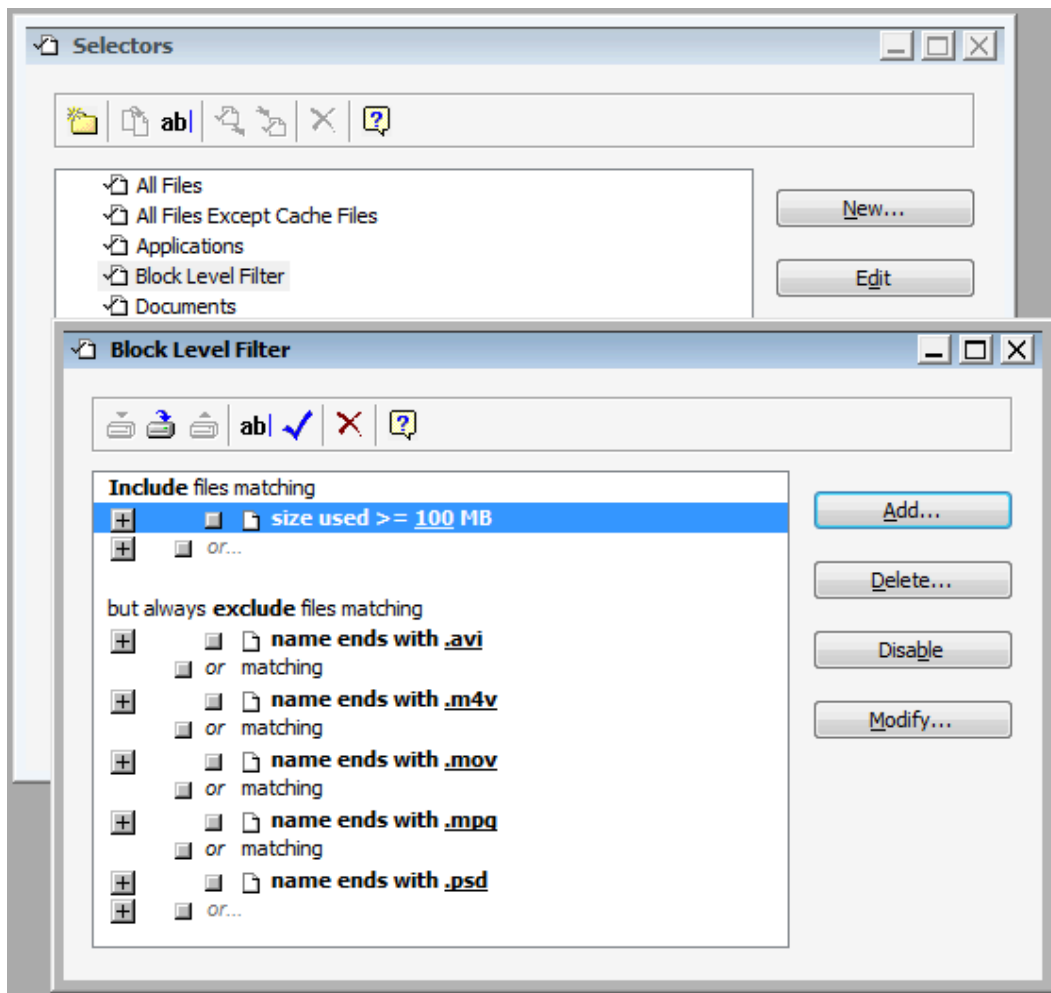 Selectors
ab|
All Files
All Files Except Cache Files
Applications
Block Level Filter
Documents
New...
Edit
Block Level Filter
ab|
Include files matching
size used >= 100 MB
or...
but always exclude files matching
name ends with .avi
or matching
name ends with .m4v
or matching
name ends with .mov
or matching
name ends with .mpg
or matching
name ends with .psd
or...
Add...
Delete...
Disable
Modify...